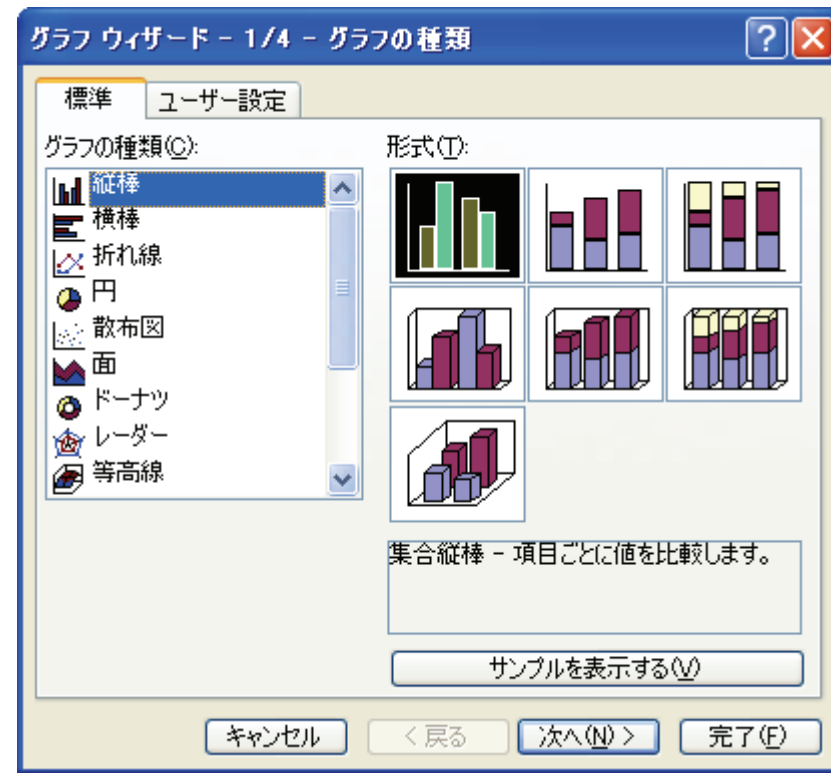 グラフ ウィザード - 1/4 - グラフの種類
標準 ユーザー設定
グラフの種類(C):
縦棒
横棒
折れ線
円
散布図
面
ドーナツ
レーダー
等高線
形式(T):
集合縦棒 - 項目ごとに値を比較します。
サンプルを表示する(V)
キャンセル < 戻る 次へ(N) > 完了(F)